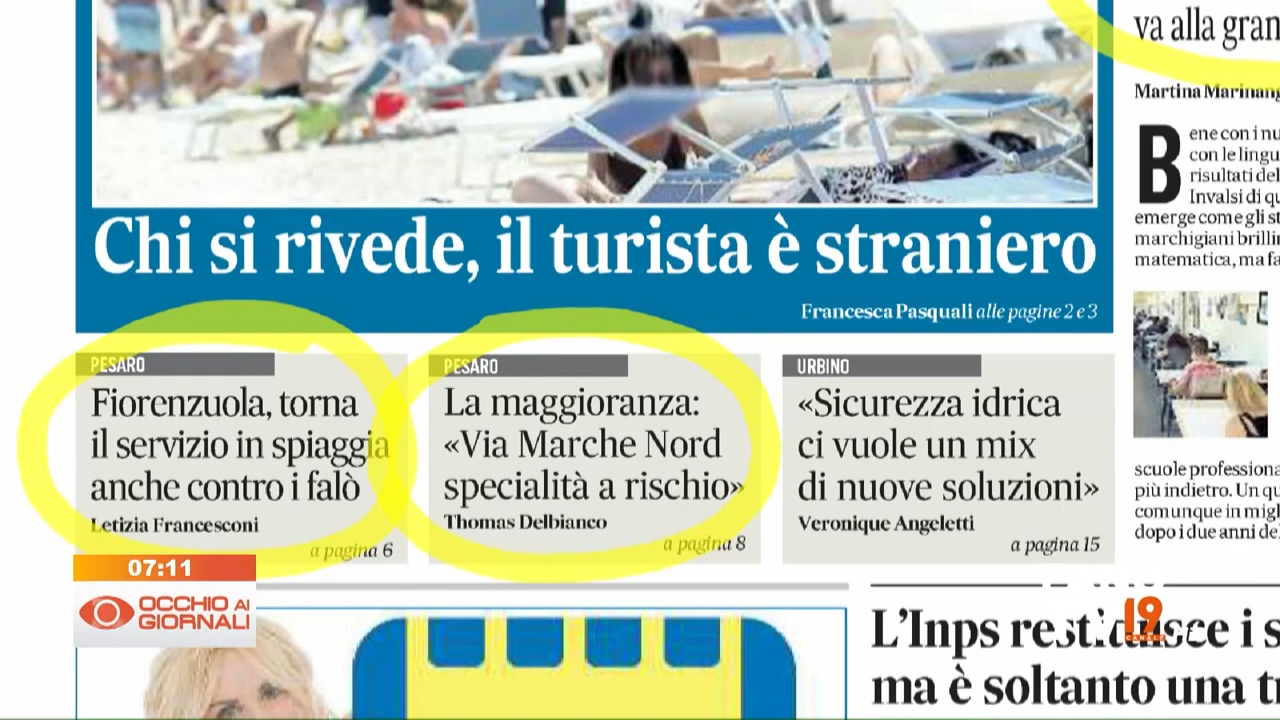 va alla gran
Martina Marinang
Bene con i nu
con le lingu
risultati del
Invalsi di qu
emerge come gli st
marchigiani brillin
matematica, ma fa
Chi si rivede, il turista è straniero
Francesca Pasquali alle pagine 2 e 3
PESARO
Fiorenzuola, torna
il servizio in spiaggia
anche contro i falò
Letizia Francesconi
a pagina 6
PESARO
La maggioranza:
«Via Marche Nord
specialità a rischio»
Thomas Delbianco
a pagina 8
URBINO
«Sicurezza idrica
ci vuole un mix
di nuove soluzioni»
Veronique Angeletti
a pagina 15
scuole professiona
più indietro. Un qu
comunque in migl
dopo i due anni de
07:11
OCCHIO AI
GIORNALI
L'Inps restituisce i s
ma è soltanto una tr
19
CANALE